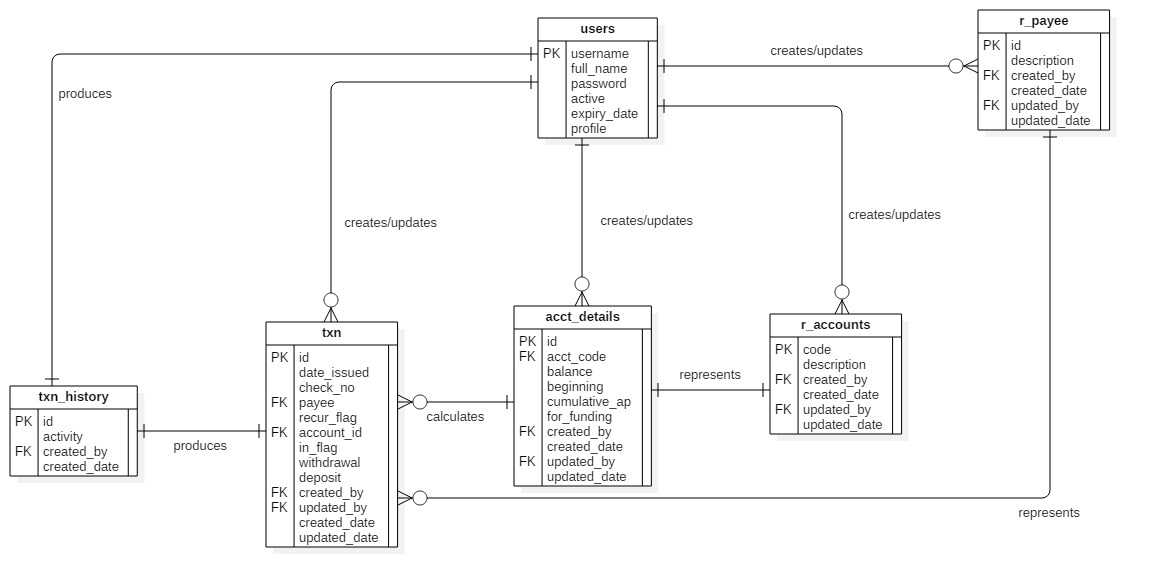 users
PK username
full_name
password
active
expiry_date
profile
r_payee
PK id
description
FK created_by
created_date
FK updated_by
updated_date
creates/updates
produces
creates/updates
creates/updates
creates/updates
txn
PK id
date_issued
check_no
FK payee
recur_flag
FK account_id
in_flag
withdrawal
deposit
FK created_by
FK updated_by
created_date
updated_date
acct_details
PK id
FK acct_code
balance
beginning
cumulative_ap
for_funding
FK created_by
created_date
FK updated_by
updated_date
r_accounts
PK code
description
FK created_by
created_date
FK updated_by
updated_date
represents
txn_history
PK id
activity
FK created_by
created_date
calculates
produces
represents